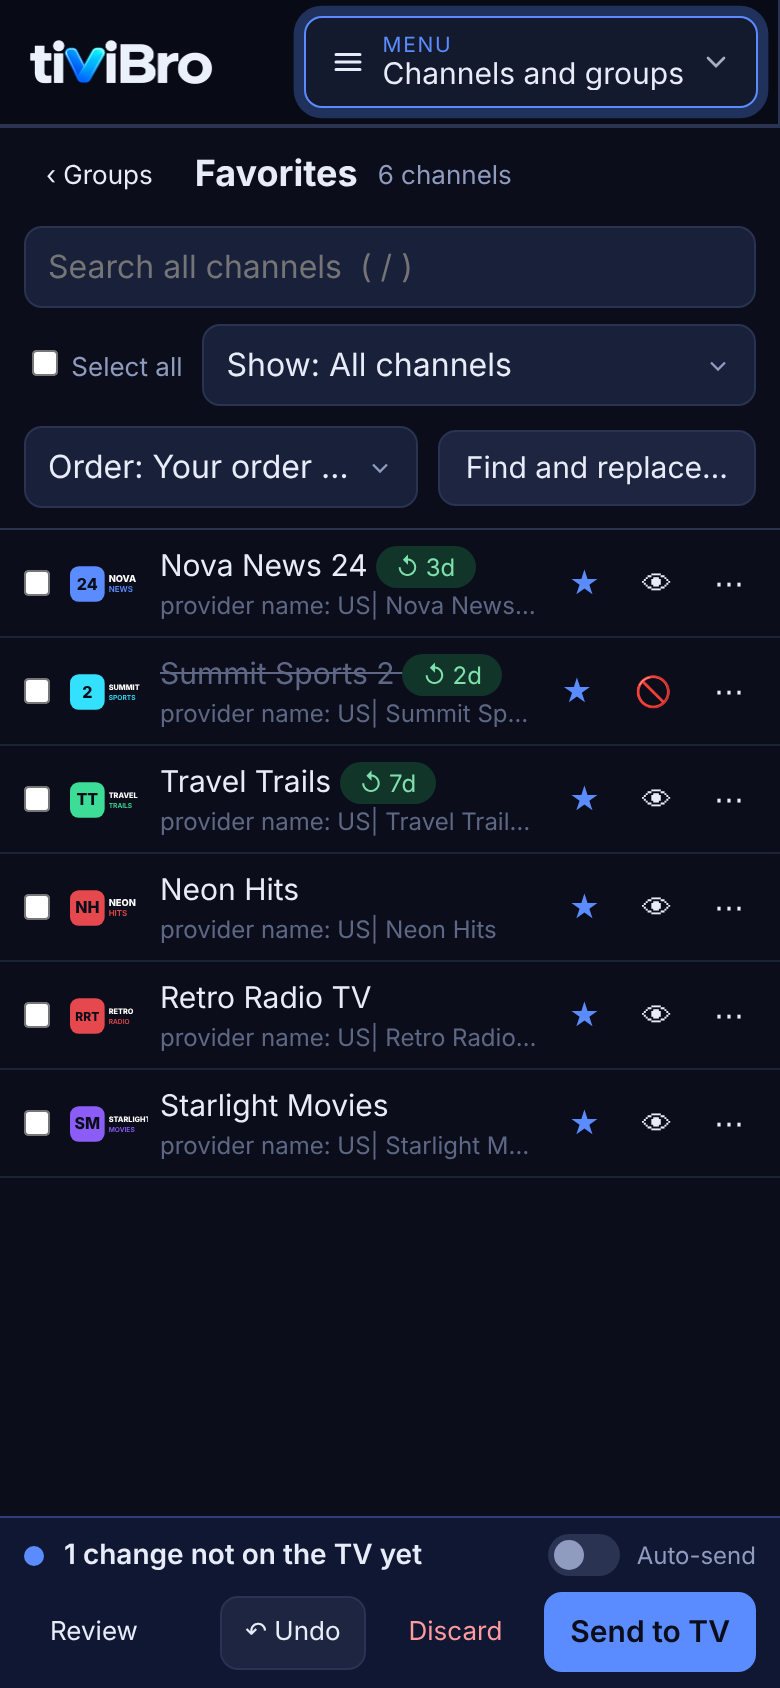 tiviBro
MENU
Channels and groups
‹ Groups
Favorites
6 channels
Search all channels ( / )
Select all
Show: All channels
Order: Your order ...
Find and replace...
24 NOVA NEWS
Nova News 24
3d
provider name: US| Nova News...
2 SUMMIT SPORTS
Summit Sports 2
2d
provider name: US| Summit Sp...
TT TRAVEL TRAILS
Travel Trails
7d
provider name: US| Travel Trail...
NH NEON HITS
Neon Hits
provider name: US| Neon Hits
RRT RETRO RADIO
Retro Radio TV
provider name: US| Retro Radio...
SM STARLIGHT MOVIES
Starlight Movies
provider name: US| Starlight M...
1 change not on the TV yet
Auto-send
Review
↶ Undo
Discard
Send to TV